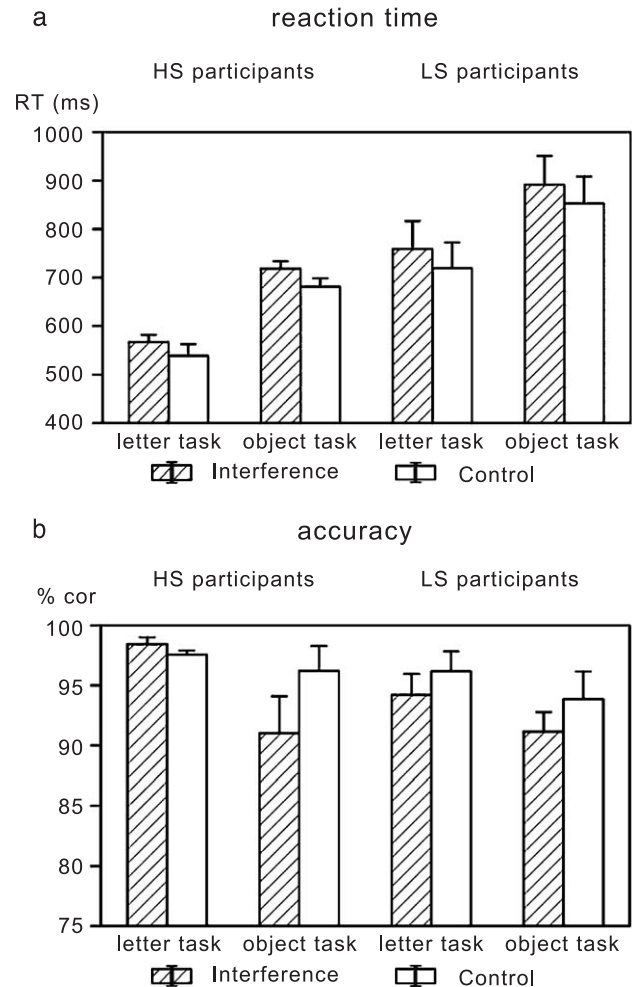 a reaction time
HS participants LS participants
RT (ms)
1000
900
800
700
600
500
400
letter task object task letter task object task
Interference Control
b accuracy
HS participants LS participants
% cor
100
95
90
85
80
75
letter task object task letter task object task
Interference Control